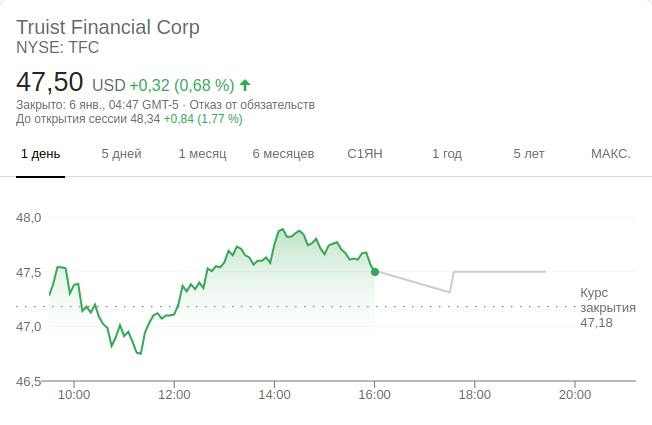 Truist Financial Corp
NYSE: TFC
47,50 USD +0,32 (0,68 %)
Закрыто: 6 янв., 04:47 GMT-5 · Отказ от обязательств
До открытия сессии 48,34 +0,84 (1,77 %)
1 день 5 дней 1 месяц 6 месяцев С1ЯН 1 год 5 лет МАКС.
48,0
47,5
Курс
закрытия
47,18
47,0
46,5
10:00 12:00 14:00 16:00 18:00 20:00